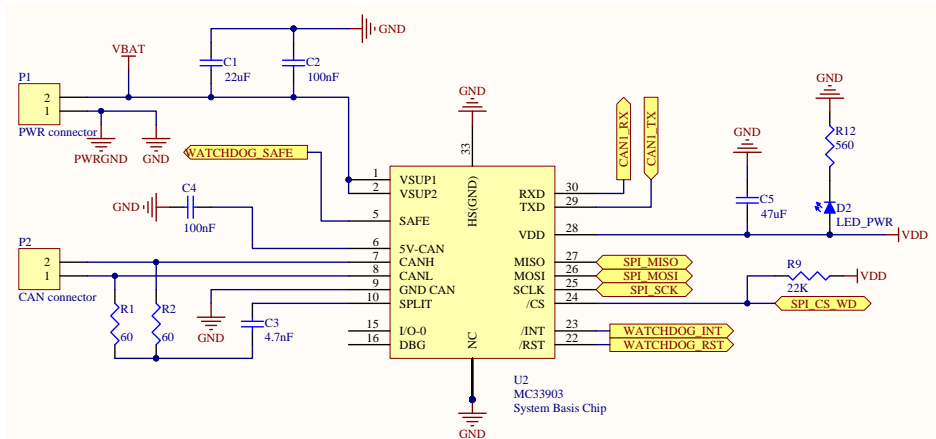 GND
VBAT
C1
22uF
C2
100nF
P1
2
1
PWR connector
PWRGND
GND
WATCHDOG_SAFE
GND
33
CAN1_RX
CAN1_TX
GND
R12
560
GND
C5
47uF
D2
LED_PWR
VDD
1
VSUP1
2
VSUP2
5
SAFE
6
5V-CAN
7
CANH
8
CANL
9
GND CAN
10
SPLIT
15
I/O-0
16
DBG
HS(GND)
NC
RXD
30
TXD
29
VDD
28
MISO
27
SPI_MISO
MOSI
26
SPI_MOSI
SCLK
25
SPI_SCK
/CS
24
SPI_CS_WD
R9
22K
VDD
/INT
23
WATCHDOG_INT
/RST
22
WATCHDOG_RST
GND
C4
100nF
P2
2
1
CAN connector
R1
60
R2
60
GND
C3
4.7nF
U2
MC33903
System Basis Chip
GND